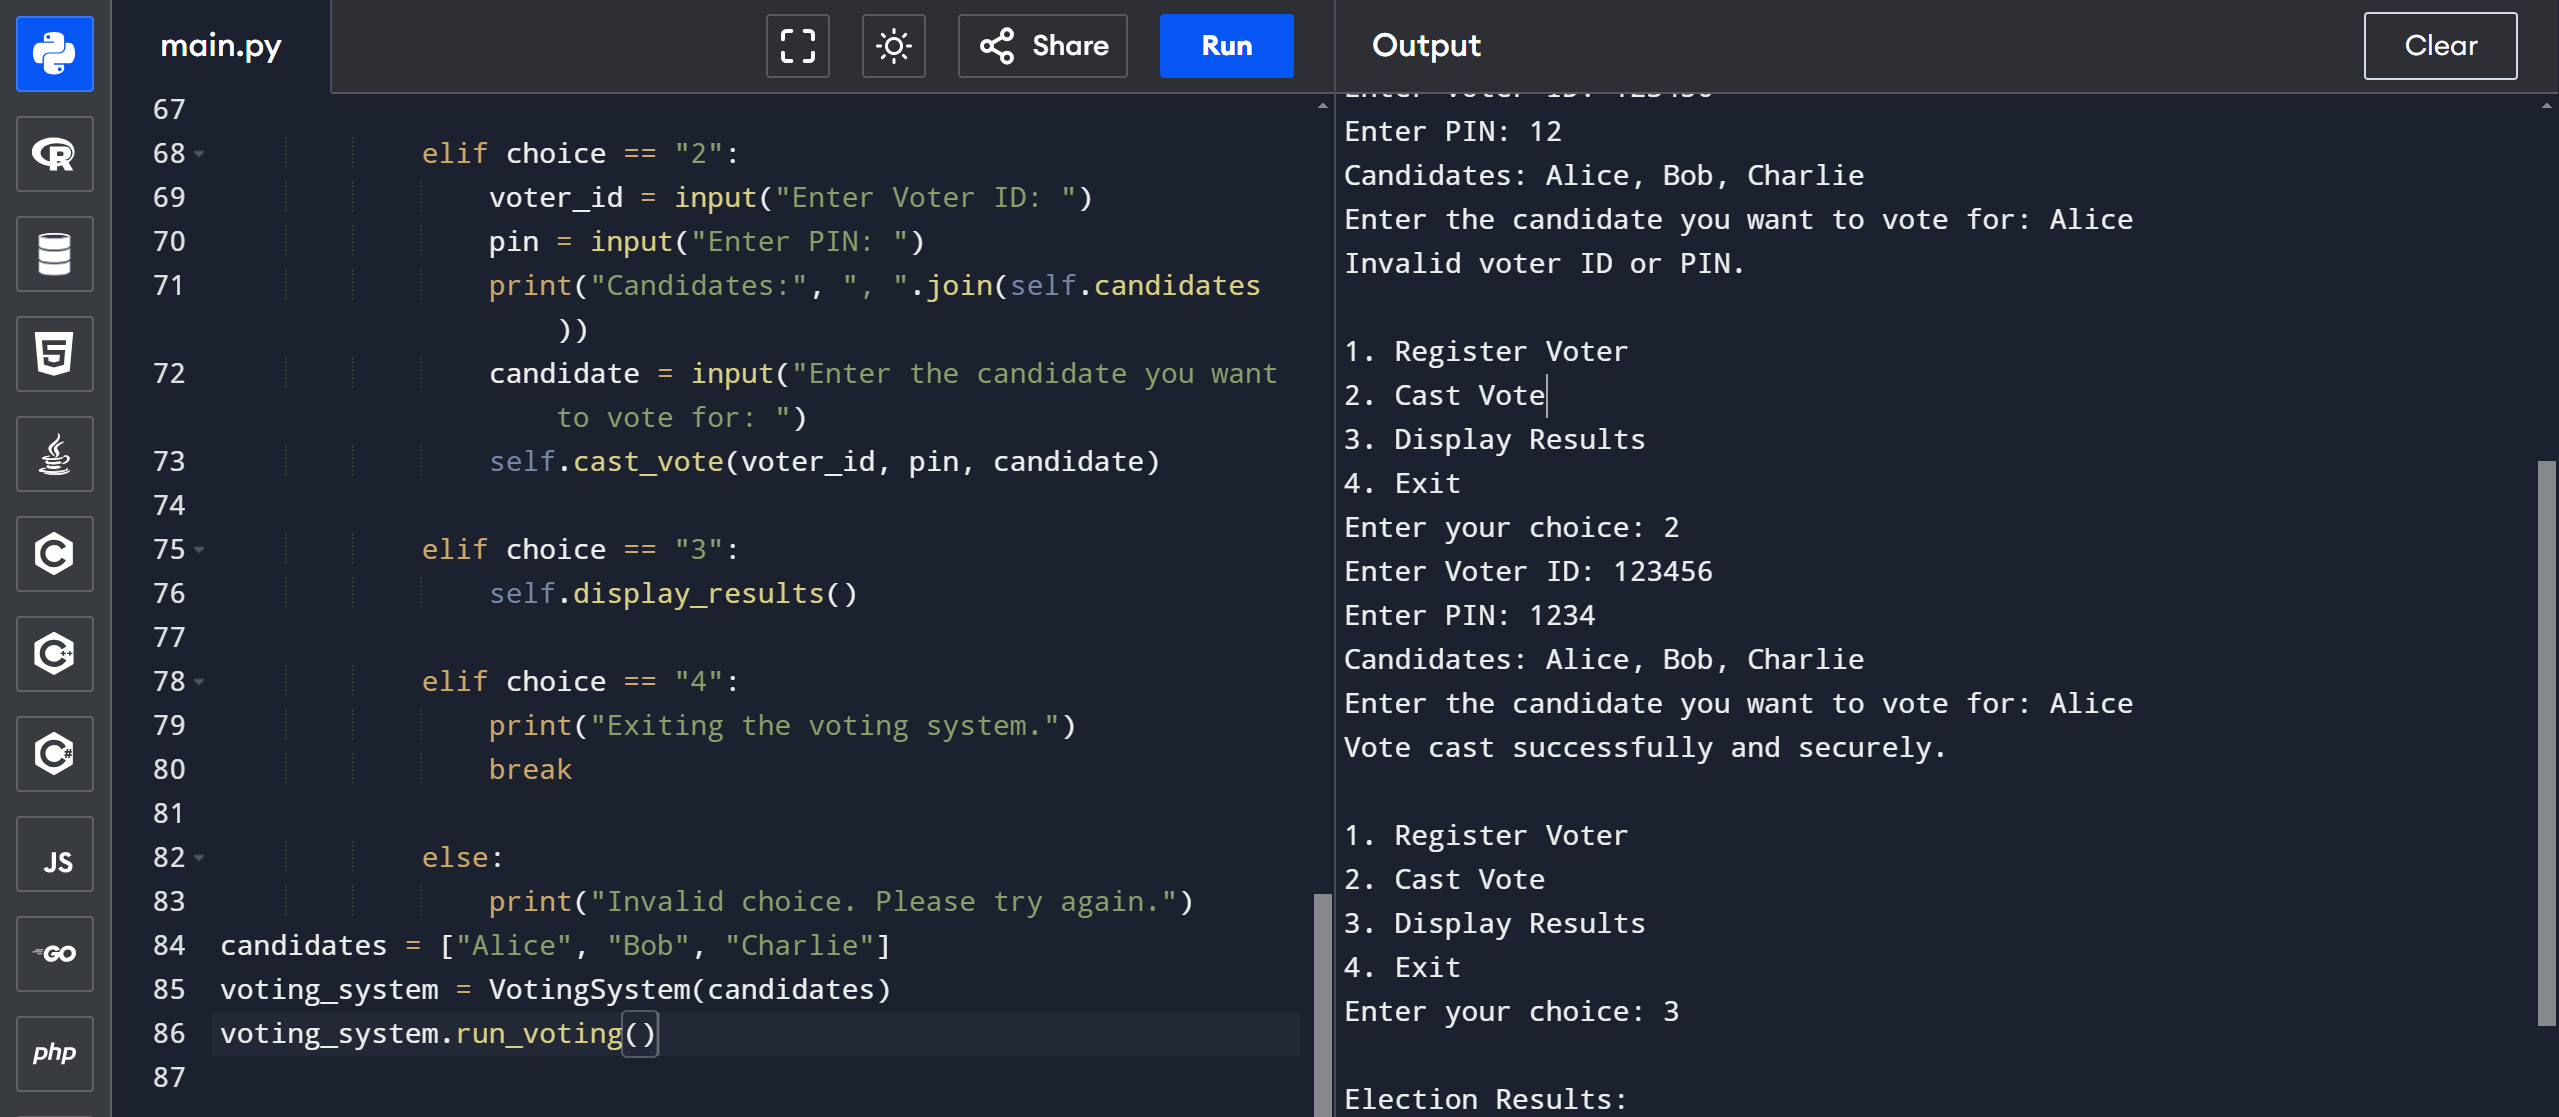 main.py
Share
Run
Output
Clear
67
68 elif choice == "2":
69 voter_id = input("Enter Voter ID: ")
70 pin = input("Enter PIN: ")
71 print("Candidates:", ", ".join(self.candidates
))
72 candidate = input("Enter the candidate you want
to vote for: ")
73 self.cast_vote(voter_id, pin, candidate)
74
75 elif choice == "3":
76 self.display_results()
77
78 elif choice == "4":
79 print("Exiting the voting system.")
80 break
81
82 else:
83 print("Invalid choice. Please try again.")
84 candidates = ["Alice", "Bob", "Charlie"]
85 voting_system = VotingSystem(candidates)
86 voting_system.run_voting()
87
Enter Voter ID: 123456
Enter PIN: 12
Candidates: Alice, Bob, Charlie
Enter the candidate you want to vote for: Alice
Invalid voter ID or PIN.
1. Register Voter
2. Cast Vote
3. Display Results
4. Exit
Enter your choice: 2
Enter Voter ID: 123456
Enter PIN: 1234
Candidates: Alice, Bob, Charlie
Enter the candidate you want to vote for: Alice
Vote cast successfully and securely.
1. Register Voter
2. Cast Vote
3. Display Results
4. Exit
Enter your choice: 3
Election Results:
R
5
C
C++
C#
JS
GO
php